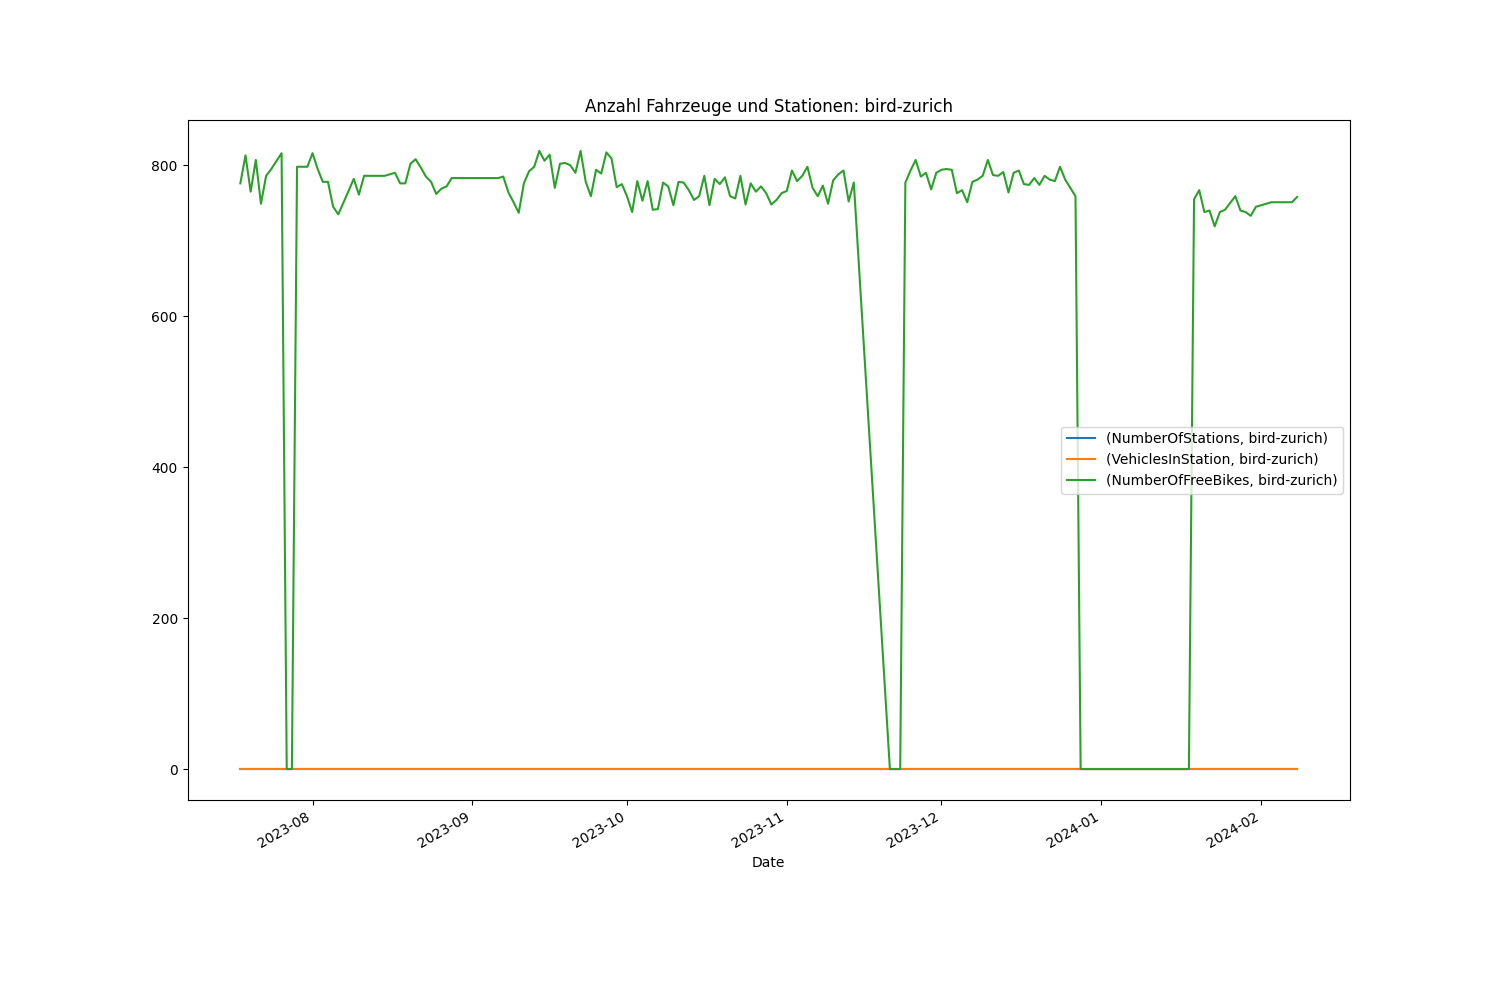 Anzahl Fahrzeuge und Stationen: bird-zurich
800
600
400
200
0
(NumberOfStations, bird-zurich)
(VehiclesInStation, bird-zurich)
(NumberOfFreeBikes, bird-zurich)
2023-08
2023-09
2023-10
2023-11
2023-12
2024-01
2024-02
Date